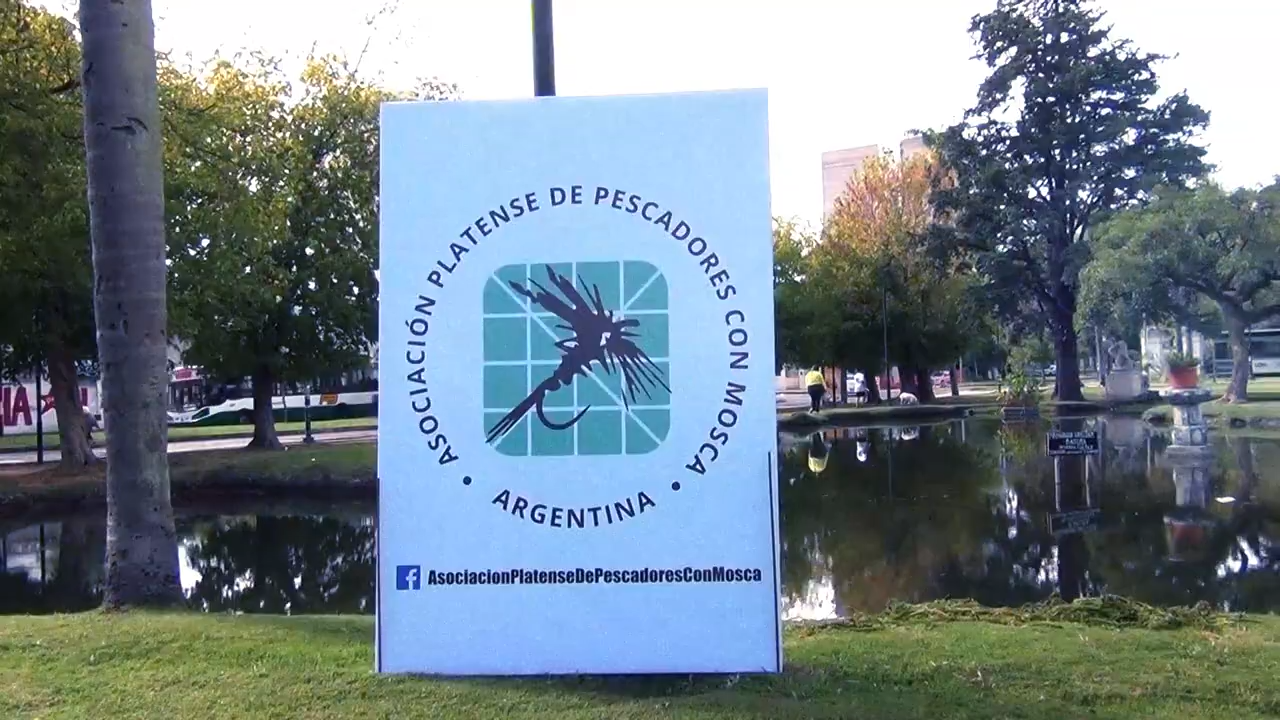 ASOCIACIÓN PLATENSE DE PESCADORES CON MOSCA
• ARGENTINA •
AsociacionPlatenseDePescadoresConMosca